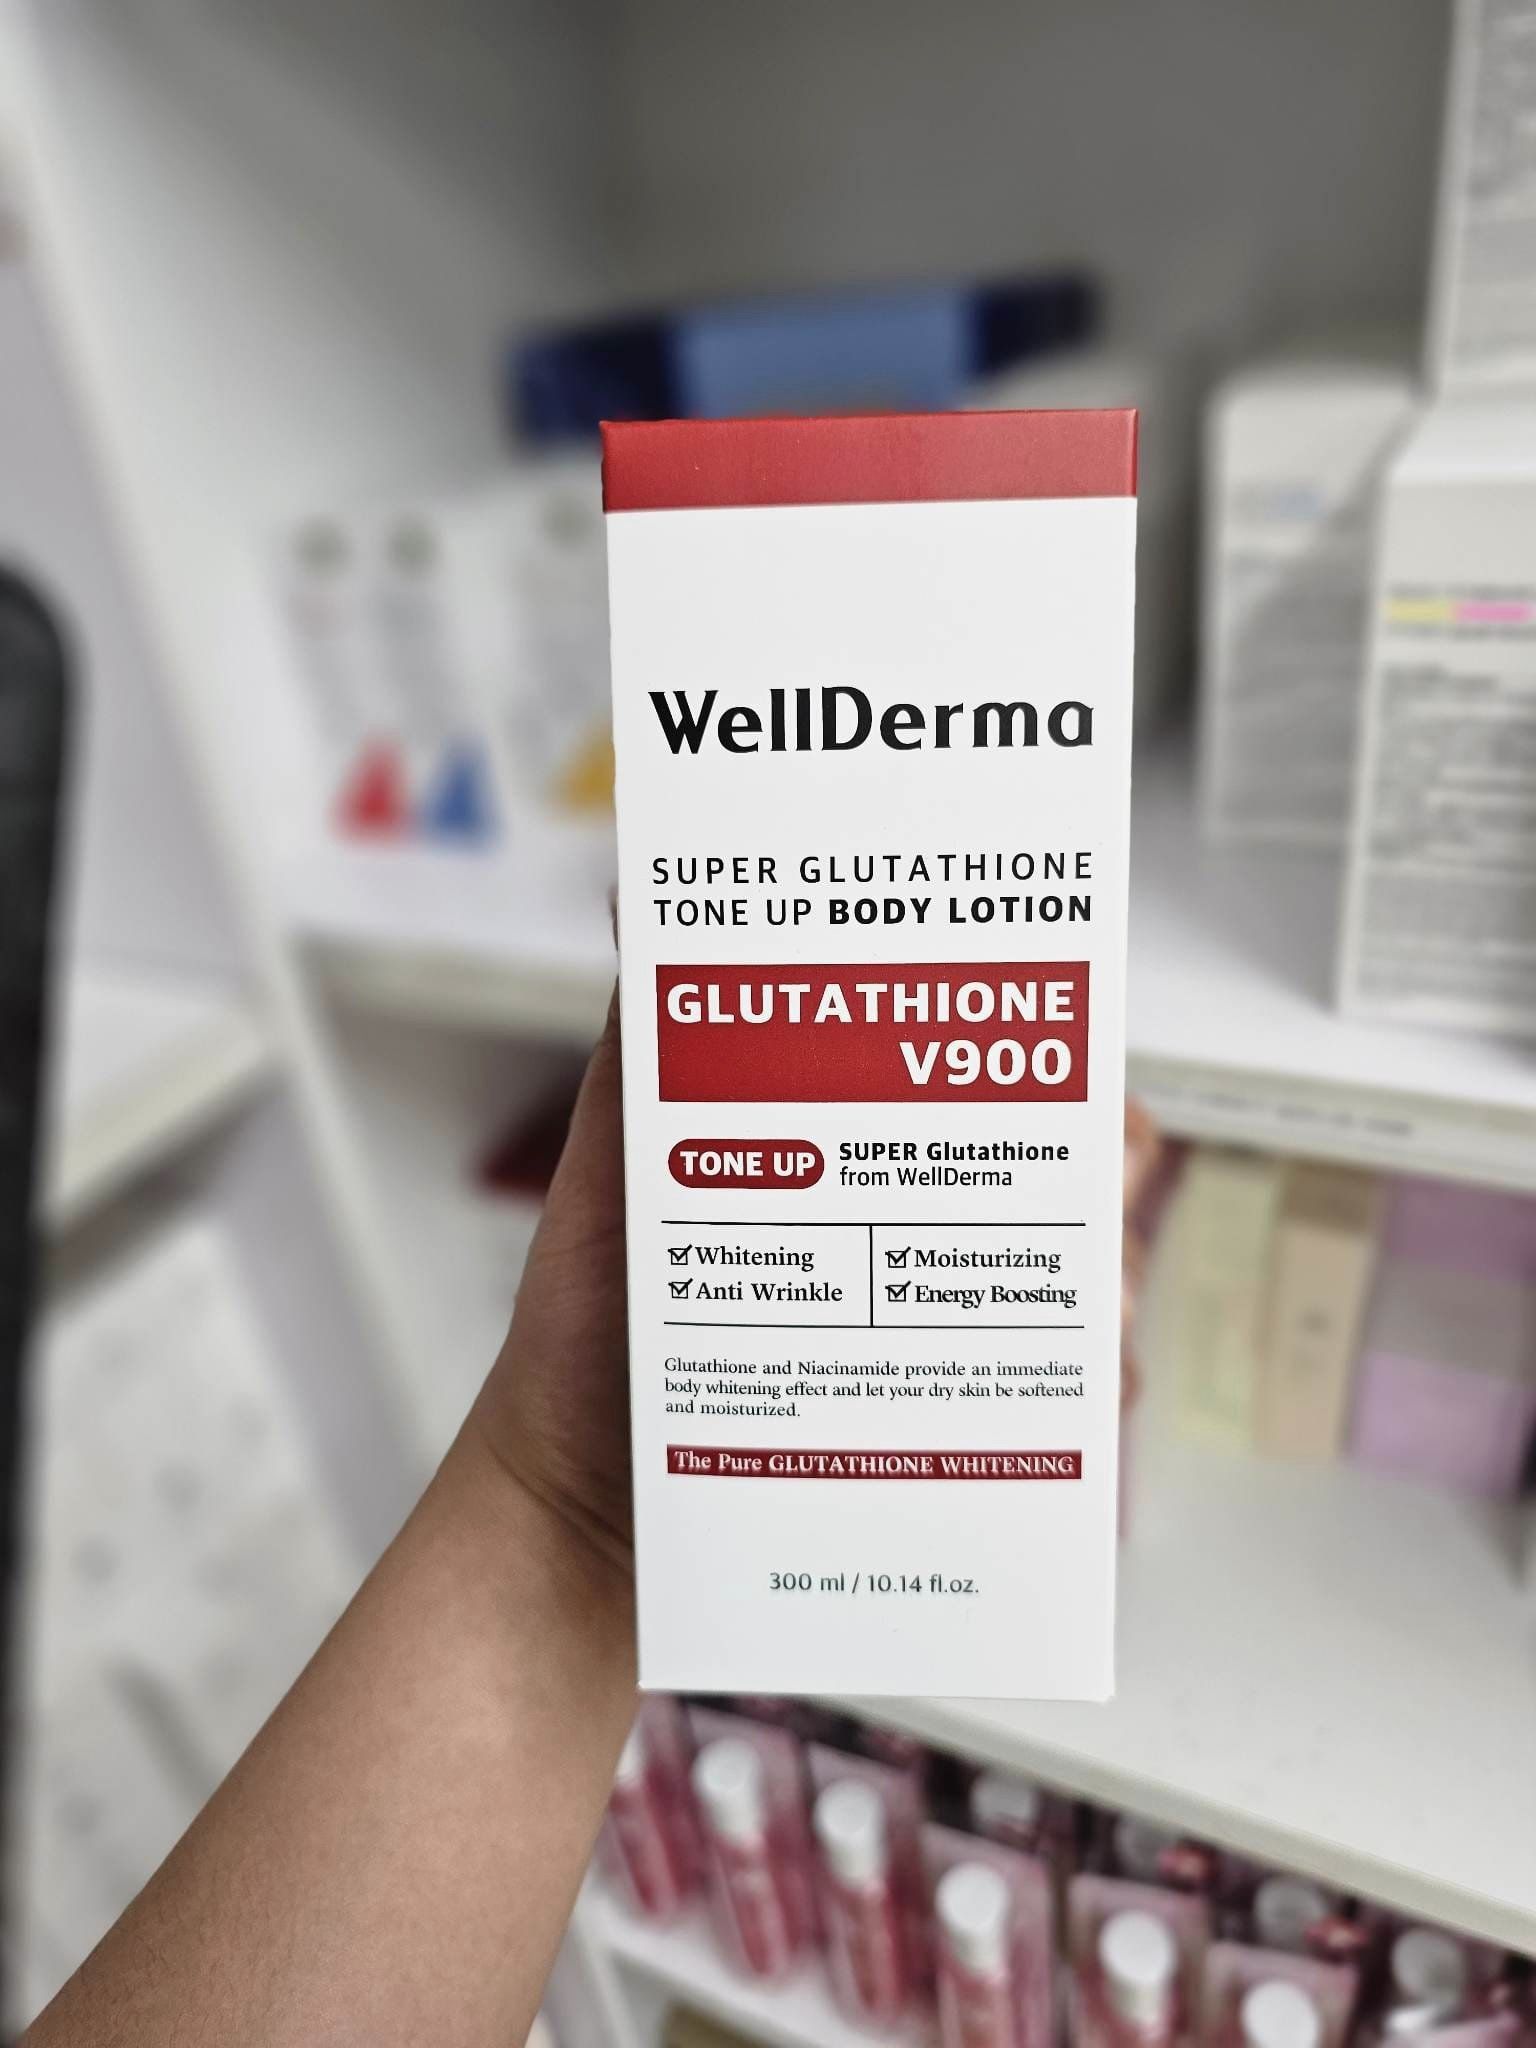 WellDerma
SUPER GLUTATHIONE
TONE UP BODY LOTION
GLUTATHIONE
V900
TONE UP
SUPER Glutathione
from WellDerma
Whitening
Anti Wrinkle
Moisturizing
Energy Boosting
Glutathione and Niacinamide provide an immediate
body whitening effect and let your dry skin be softened
and moisturized.
The Pure GLUTATHIONE WHITENING
300 ml / 10.14 fl.oz.